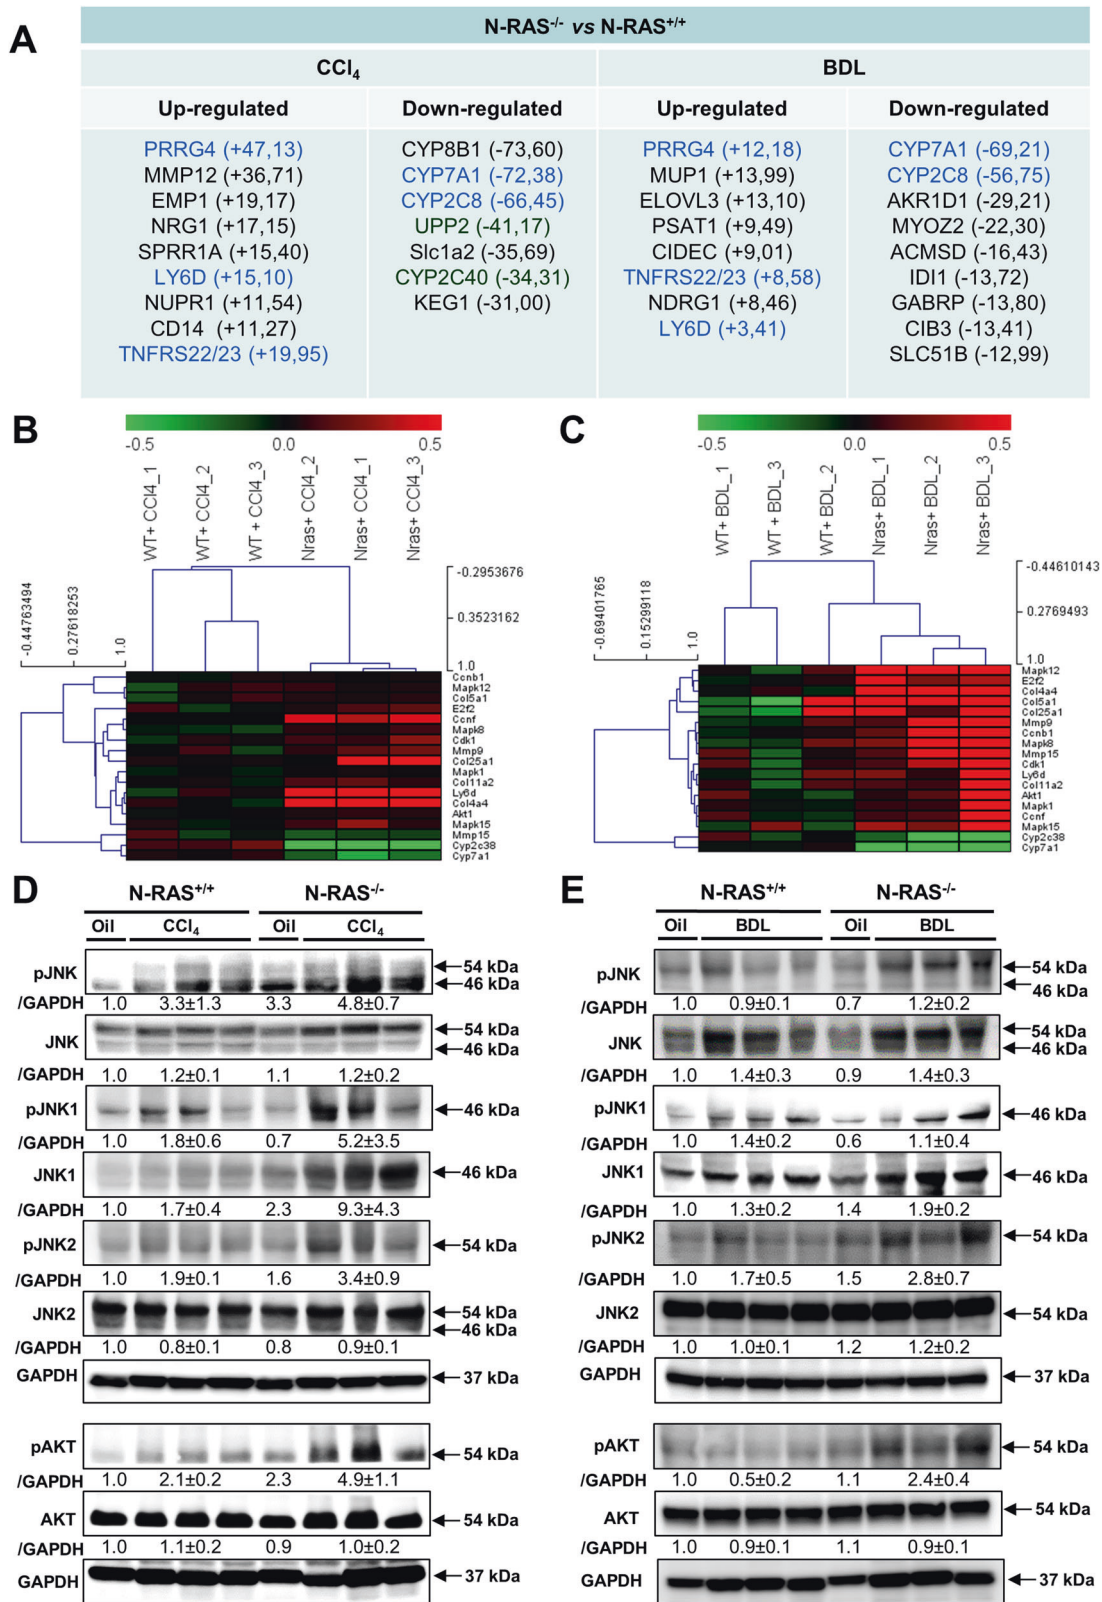 A
N-RAS-/- vs N-RAS+/+
CCl4 BDL
Up-regulated Down-regulated Up-regulated Down-regulated
PRRG4 (+47,13) CYP8B1 (-73,60) PRRG4 (+12,18) CYP7A1 (-69,21)
MMP12 (+36,71) CYP7A1 (-72,38) MUP1 (+13,99) CYP2C8 (-56,75)
EMP1 (+19,17) CYP2C8 (-66,45) ELOVL3 (+13,10) AKR1D1 (-29,21)
NRG1 (+17,15) UPP2 (-41,17) PSAT1 (+9,49) MYOZ2 (-22,30)
SPRR1A (+15,40) Slc1a2 (-35,69) CIDEC (+9,01) ACMSD (-16,43)
LY6D (+15,10) CYP2C40 (-34,31) TNFRS22/23 (+8,58) IDI1 (-13,72)
NUPR1 (+11,54) KEG1 (-31,00) NDRG1 (+8,46) GABRP (-13,80)
CD14 (+11,27) LY6D (+3,41) CIB3 (-13,41)
TNFRS22/23 (+19,95) SLC51B (-12,99)
B
-0.5 0.0 0.5
WT+ CCl4_1
WT+ CCl4_2
WT+ CCl4_3
Nras+ CCl4_2
Nras+ CCl4_1
Nras+ CCl4_3
-0.44763494
0.27618253
1.0
-0.2953676
0.3523162
1.0
Ccnb1
Mapk12
Col5a1
E2f2
Ccnf
Mapk8
Cdk1
Mmp9
Col25a1
Mapk1
Col11a2
Ly6d
Col4a4
Akt1
Mapk15
Mmp15
Cyp2c38
Cyp7a1
C
-0.5 0.0 0.5
WT+ BDL_1
WT+ BDL_3
WT+ BDL_2
Nras+ BDL_1
Nras+ BDL_2
Nras+ BDL_3
-0.69401765
0.15299118
1.0
-0.44610143
0.2769493
1.0
Mapk12
E2f2
Col4a4
Col5a1
Col25a1
Mmp9
Ccnb1
Mapk8
Mmp15
Cdk1
Ly6d
Col11a2
Akt1
Mapk1
Ccnf
Mapk15
Cyp2c38
Cyp7a1
D
N-RAS+/+ N-RAS-/-
Oil CCl4 Oil CCl4
pJNK 54 kDa
46 kDa
/GAPDH 1.0 3.3±1.3 3.3 4.8±0.7
JNK 54 kDa
46 kDa
/GAPDH 1.0 1.2±0.1 1.1 1.2±0.2
pJNK1 46 kDa
/GAPDH 1.0 1.8±0.6 0.7 5.2±3.5
JNK1 46 kDa
/GAPDH 1.0 1.7±0.4 2.3 9.3±4.3
pJNK2 54 kDa
/GAPDH 1.0 1.9±0.1 1.6 3.4±0.9
JNK2 54 kDa
46 kDa
/GAPDH 1.0 0.8±0.1 0.8 0.9±0.1
GAPDH 37 kDa
pAKT 54 kDa
/GAPDH 1.0 2.1±0.2 2.3 4.9±1.1
AKT 54 kDa
/GAPDH 1.0 1.1±0.2 0.9 1.0±0.2
GAPDH 37 kDa
E
N-RAS+/+ N-RAS-/-
Oil BDL Oil BDL
pJNK 54 kDa
46 kDa
/GAPDH 1.0 0.9±0.1 0.7 1.2±0.2
JNK 54 kDa
46 kDa
/GAPDH 1.0 1.4±0.3 0.9 1.4±0.3
pJNK1 46 kDa
/GAPDH 1.0 1.4±0.2 0.6 1.1±0.4
JNK1 46 kDa
/GAPDH 1.0 1.3±0.2 1.4 1.9±0.2
pJNK2 54 kDa
/GAPDH 1.0 1.7±0.5 1.5 2.8±0.7
JNK2 54 kDa
/GAPDH 1.0 1.0±0.1 1.2 1.2±0.2
GAPDH 37 kDa
pAKT 54 kDa
/GAPDH 1.0 0.5±0.2 1.1 2.4±0.4
AKT 54 kDa
/GAPDH 1.0 0.9±0.1 1.1 0.9±0.1
GAPDH 37 kDa